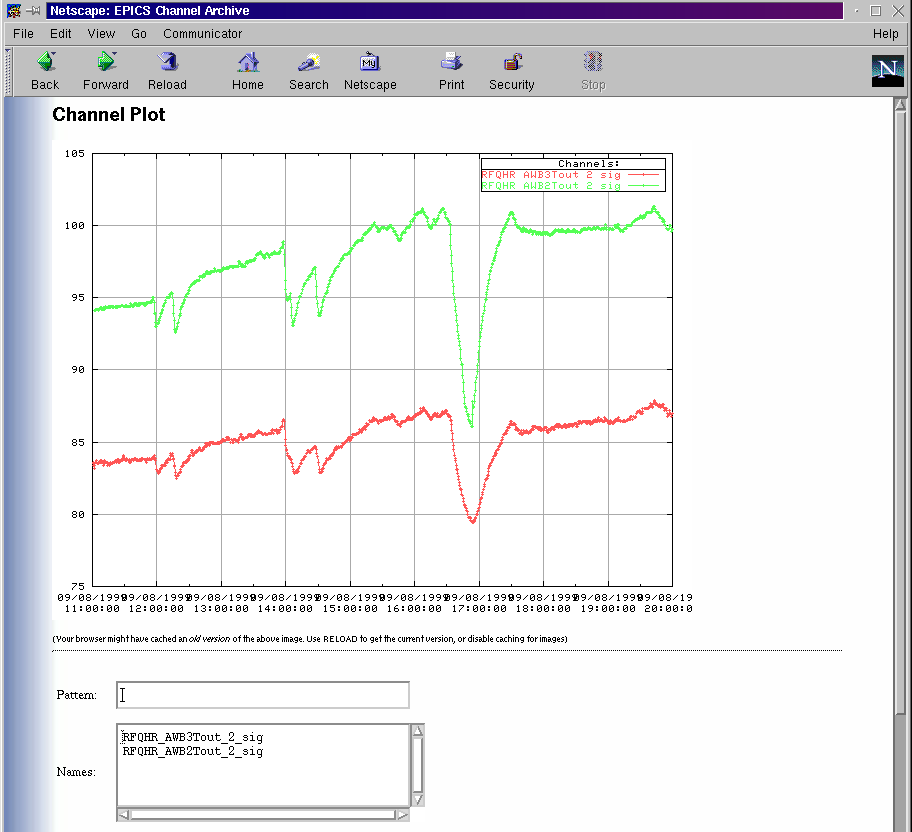 Netscape: EPICS Channel Archive
File Edit View Go Communicator Help
Back Forward Reload Home Search Netscape Print Security Stop
My
N
Channel Plot
105
Channels:
RFQHR AWB3Tout 2 sig
RFQHR AWB2Tout 2 sig
100
95
90
85
80
75
09/08/1999 09/08/1999 09/08/1999 09/08/1999 09/08/1999 09/08/1999 09/08/1999 09/08/1999 09/08/1999 09/08/19
11:00:00 12:00:00 13:00:00 14:00:00 15:00:00 16:00:00 17:00:00 18:00:00 19:00:00 20:00:0
(Your browser might have cached an old version of the above image. Use RELOAD to get the current version, or disable caching for images)
Pattern:
RFQHR_AWB3Tout_2_sig
RFQHR_AWB2Tout_2_sig
Names: